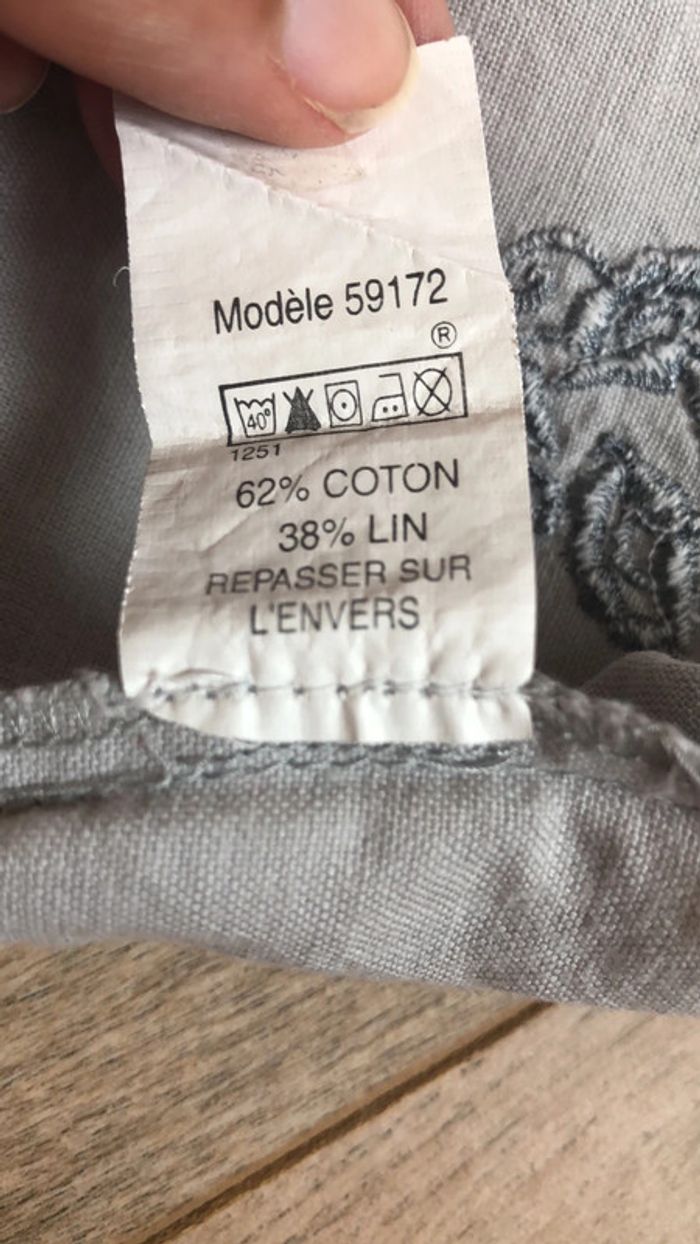 Modèle 59172
®
40°
1251
62% COTON
38% LIN
REPASSER SUR
L'ENVERS